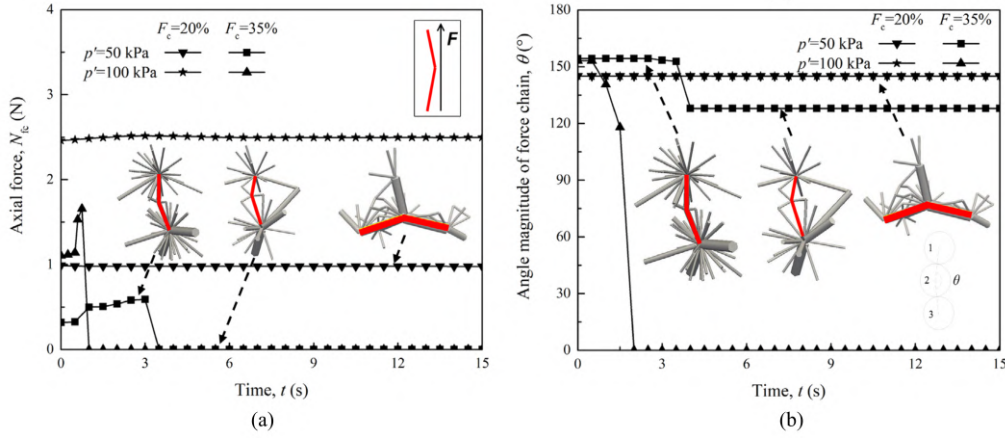 F_c=20% F_c=35%
p'=50 kPa
p'=100 kPa
F
Axial force, N_fc (N)
4
3
2
1
0
0 3 6 9 12 15
Time, t (s)
(a)
F_c=20% F_c=35%
p'=50 kPa
p'=100 kPa
Angle magnitude of force chain, θ (°)
180
150
120
90
60
30
0
1
2 θ
3
0 3 6 9 12 15
Time, t (s)
(b)